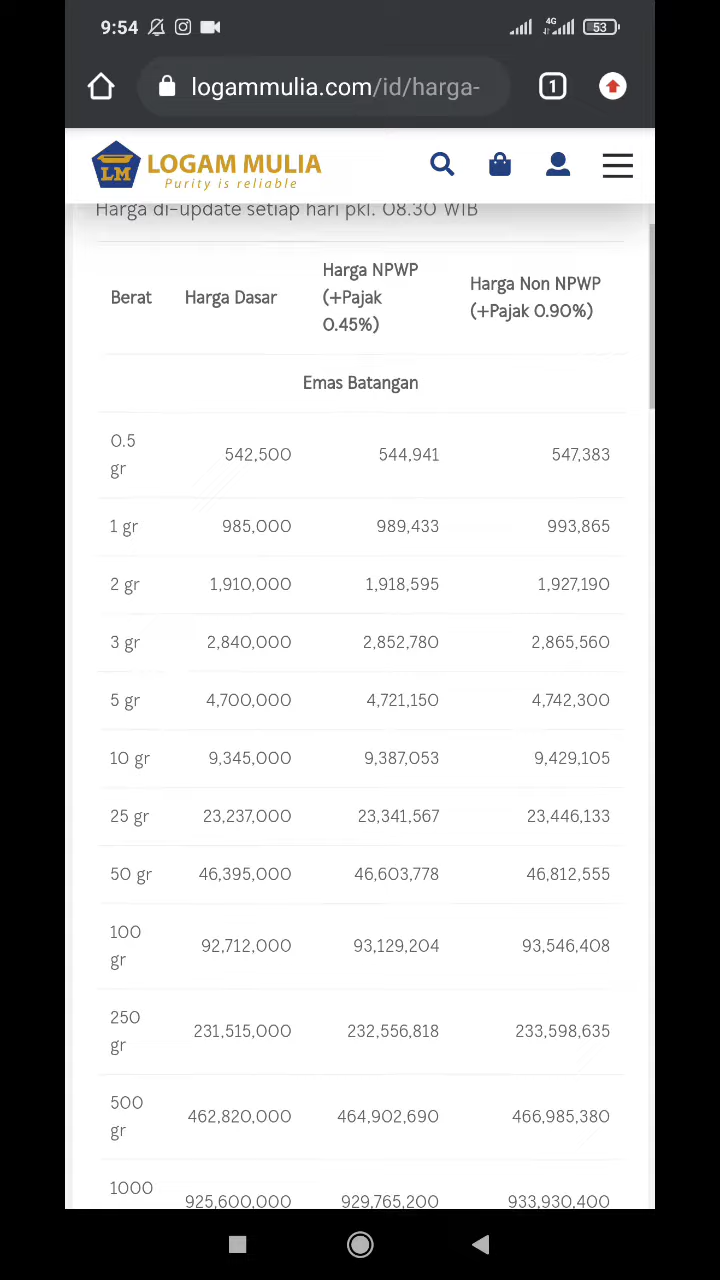 9:54
4G
53
logammulia.com/id/harga-
1
LM
LOGAM MULIA
Purity is reliable
Harga di-update setiap hari pkl. 08.30 WIB
Berat Harga Dasar Harga NPWP (+Pajak 0.45%) Harga Non NPWP (+Pajak 0.90%)
Emas Batangan
0.5 gr 542,500 544,941 547,383
1 gr 985,000 989,433 993,865
2 gr 1,910,000 1,918,595 1,927,190
3 gr 2,840,000 2,852,780 2,865,560
5 gr 4,700,000 4,721,150 4,742,300
10 gr 9,345,000 9,387,053 9,429,105
25 gr 23,237,000 23,341,567 23,446,133
50 gr 46,395,000 46,603,778 46,812,555
100 gr 92,712,000 93,129,204 93,546,408
250 gr 231,515,000 232,556,818 233,598,635
500 gr 462,820,000 464,902,690 466,985,380
1000 925,600,000 929,765,200 933,930,400